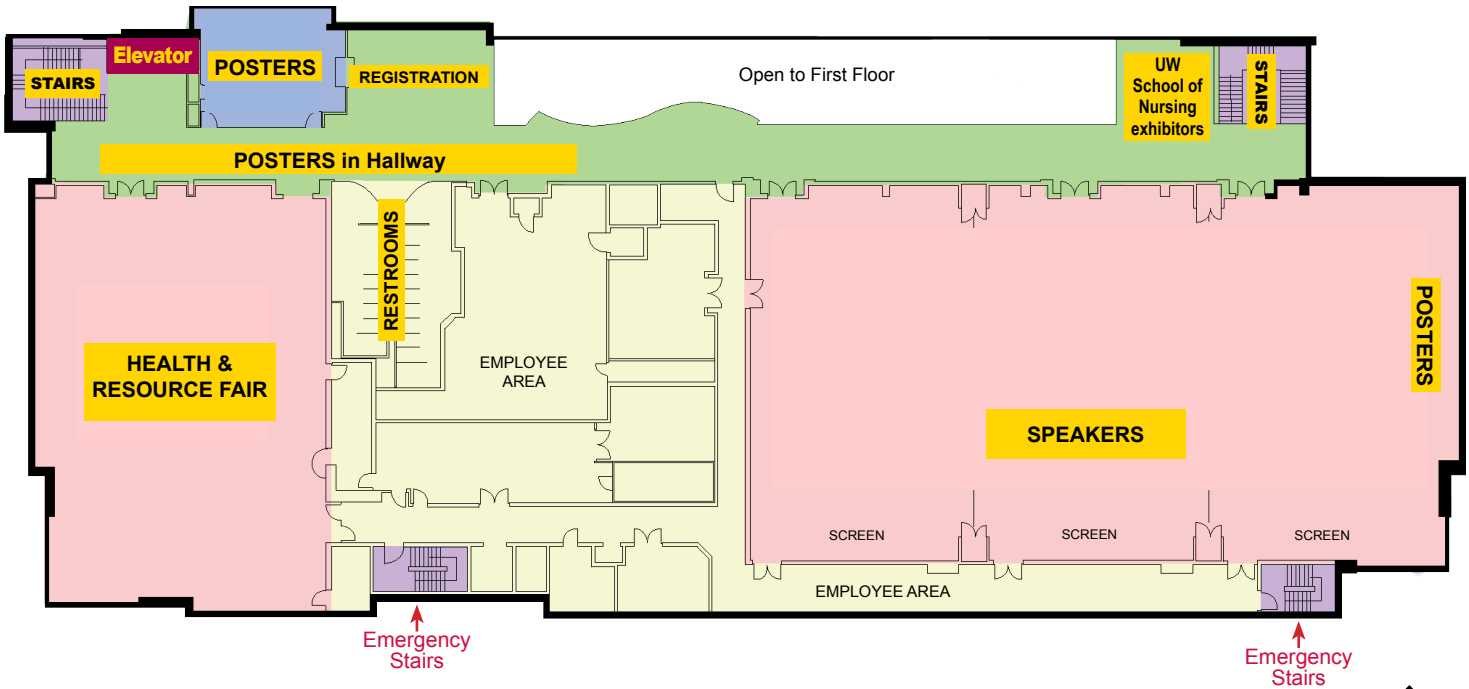 Elevator
STAIRS
POSTERS
REGISTRATION
Open to First Floor
UW
School of
Nursing
exhibitors
STAIRS
POSTERS in Hallway
RESTROOMS
HEALTH &
RESOURCE FAIR
EMPLOYEE
AREA
SPEAKERS
POSTERS
SCREEN
SCREEN
SCREEN
EMPLOYEE AREA
Emergency
Stairs
Emergency
Stairs